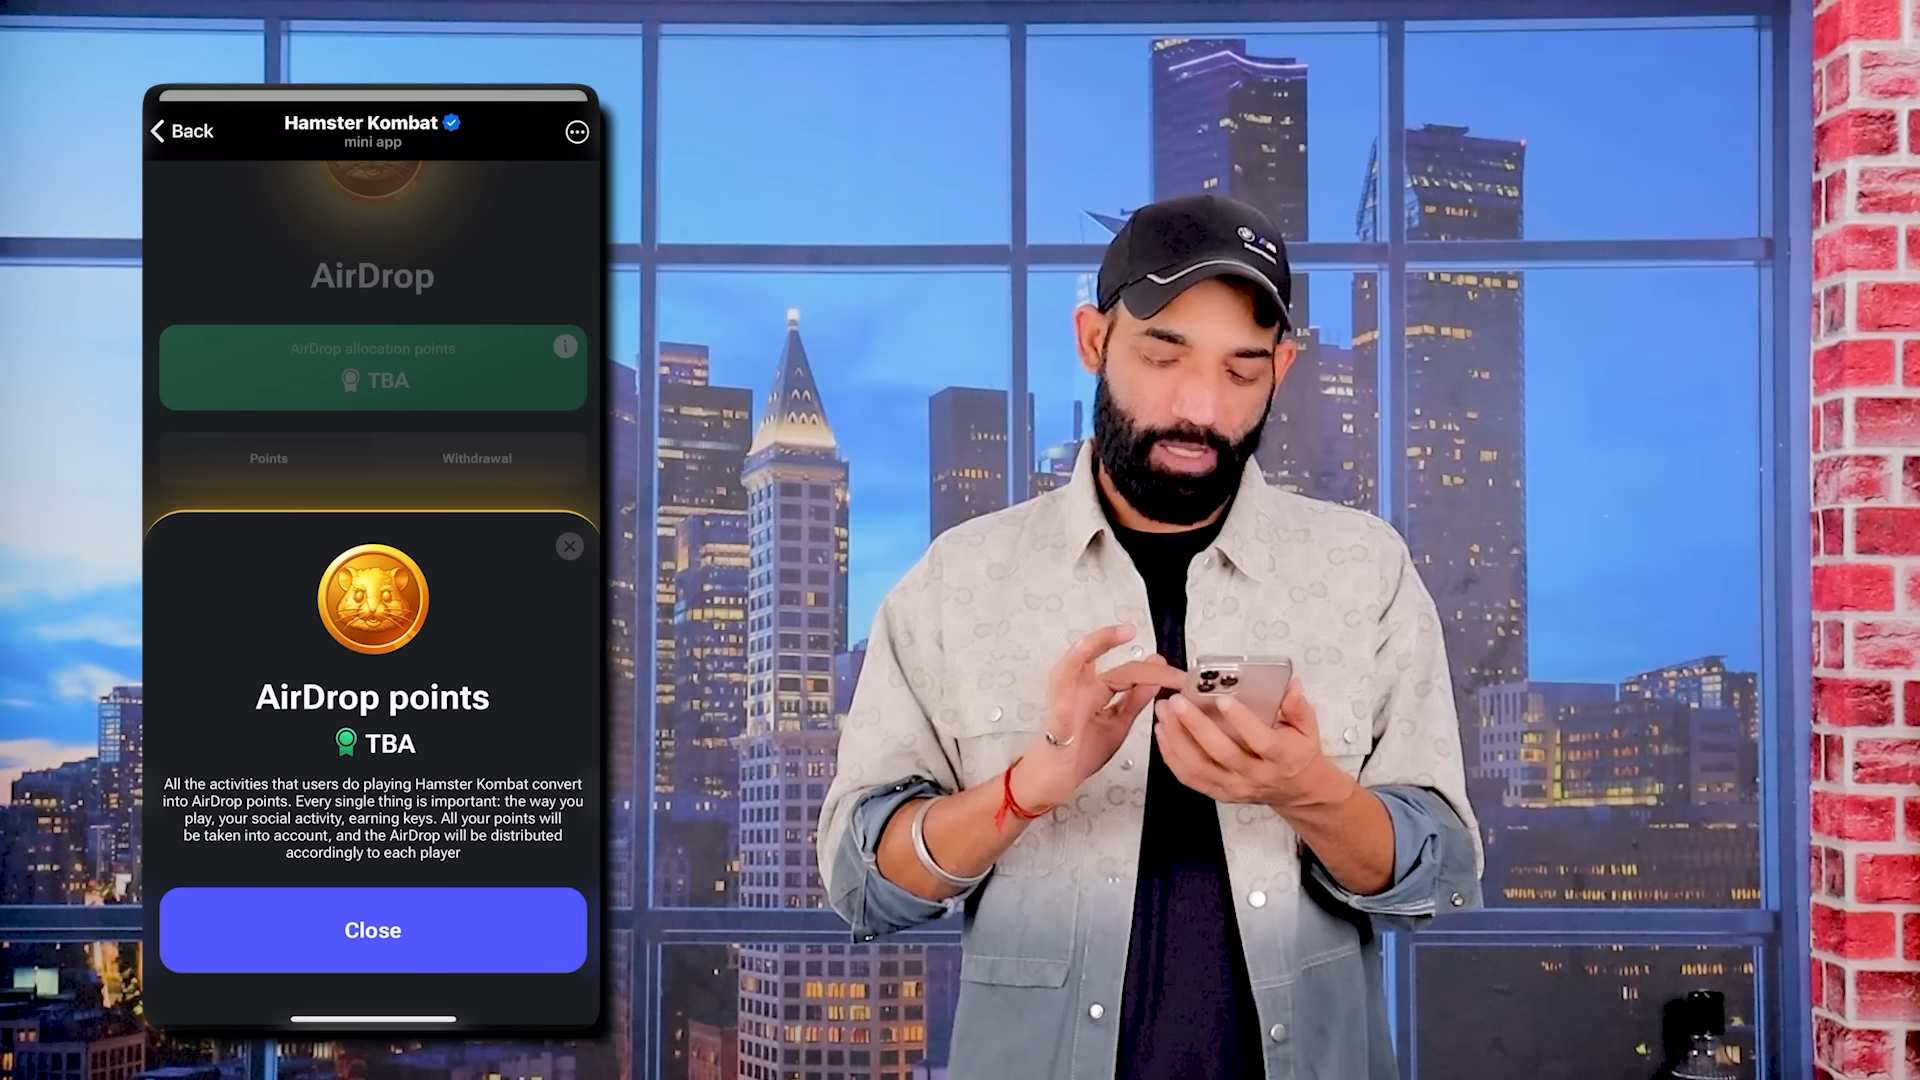 Back
Hamster Kombat
mini app
AirDrop
AirDrop allocation points
TBA
Points
Withdrawal
AirDrop points
TBA
All the activities that users do playing Hamster Kombat convert
into AirDrop points. Every single thing is important: the way you
play, your social activity, earning keys. All your points will
be taken into account, and the AirDrop will be distributed
accordingly to each player
Close